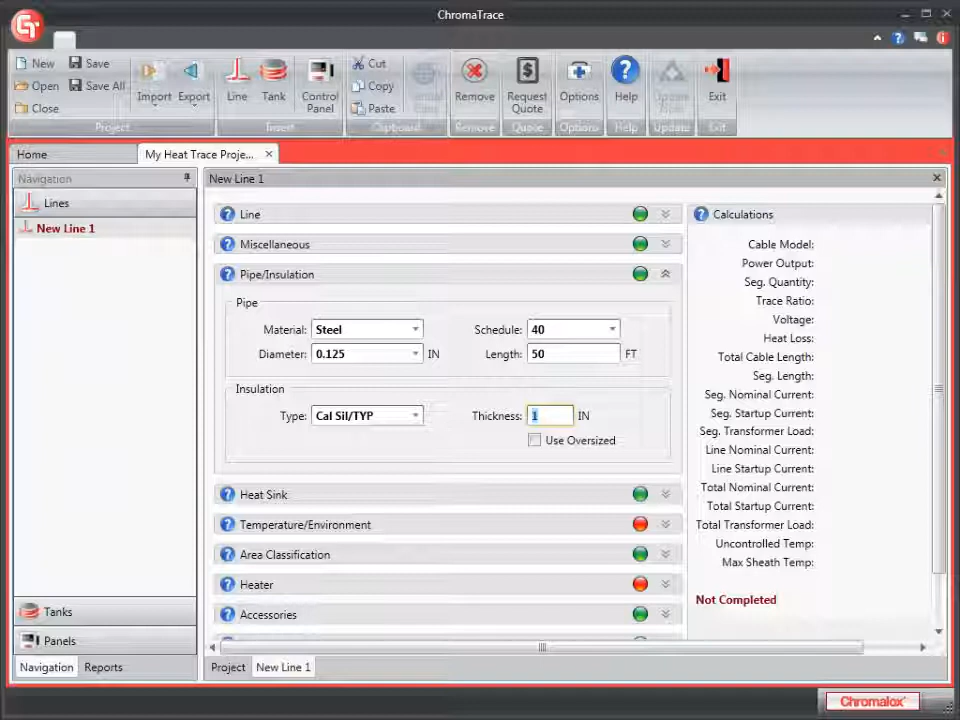 ChromaTrace
New Save
Open Save All
Close
Import Export
Project
Line Tank Control Panel
Insert
Cut
Copy
Paste
Clipboard
Remove
Remove
Request Quote
Quote
Options
Options
Help
Help
Update
Exit
Exit
Home My Heat Trace Proje...
Navigation
Lines
New Line 1
Tanks
Panels
Navigation Reports
New Line 1
Line
Miscellaneous
Pipe/Insulation
Pipe
Material: Steel Schedule: 40
Diameter: 0.125 IN Length: 50 FT
Insulation
Type: Cal Sil/TYP Thickness: 1 IN
Use Oversized
Heat Sink
Temperature/Environment
Area Classification
Heater
Accessories
Project New Line 1
Calculations
Cable Model:
Power Output:
Seg. Quantity:
Trace Ratio:
Voltage:
Heat Loss:
Total Cable Length:
Seg. Length:
Seg. Nominal Current:
Seg. Startup Current:
Seg. Transformer Load:
Line Nominal Current:
Line Startup Current:
Total Nominal Current:
Total Startup Current:
Total Transformer Load:
Uncontrolled Temp:
Max Sheath Temp:
Not Completed
Chromalox